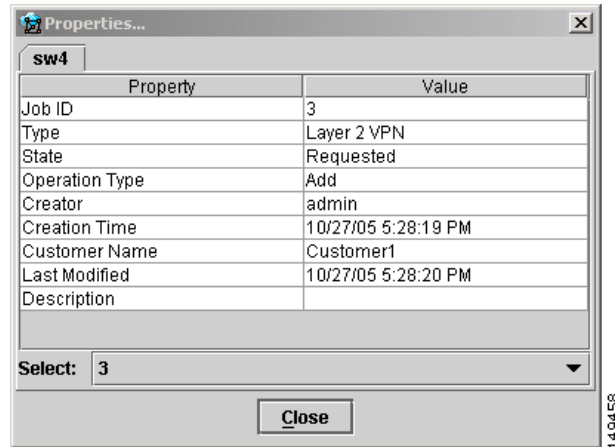 Properties...
sw4
Property Value
Job ID 3
Type Layer 2 VPN
State Requested
Operation Type Add
Creator admin
Creation Time 10/27/05 5:28:19 PM
Customer Name Customer1
Last Modified 10/27/05 5:28:20 PM
Description
Select: 3
Close
149458